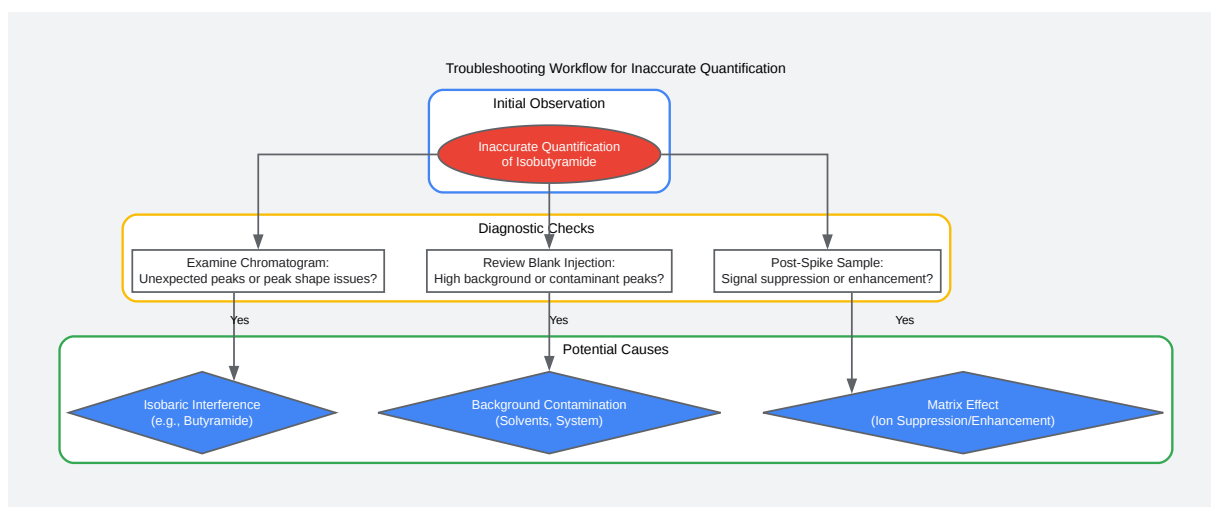 Troubleshooting Workflow for Inaccurate Quantification
Initial Observation
Inaccurate Quantification
of Isobutyramide
Diagnostic Checks
Examine Chromatogram:
Unexpected peaks or peak shape issues?
Review Blank Injection:
High background or contaminant peaks?
Post-Spike Sample:
Signal suppression or enhancement?
Yes
Yes
Yes
Potential Causes
Isobaric Interference
(e.g., Butyramide)
Background Contamination
(Solvents, System)
Matrix Effect
(Ion Suppression/Enhancement)